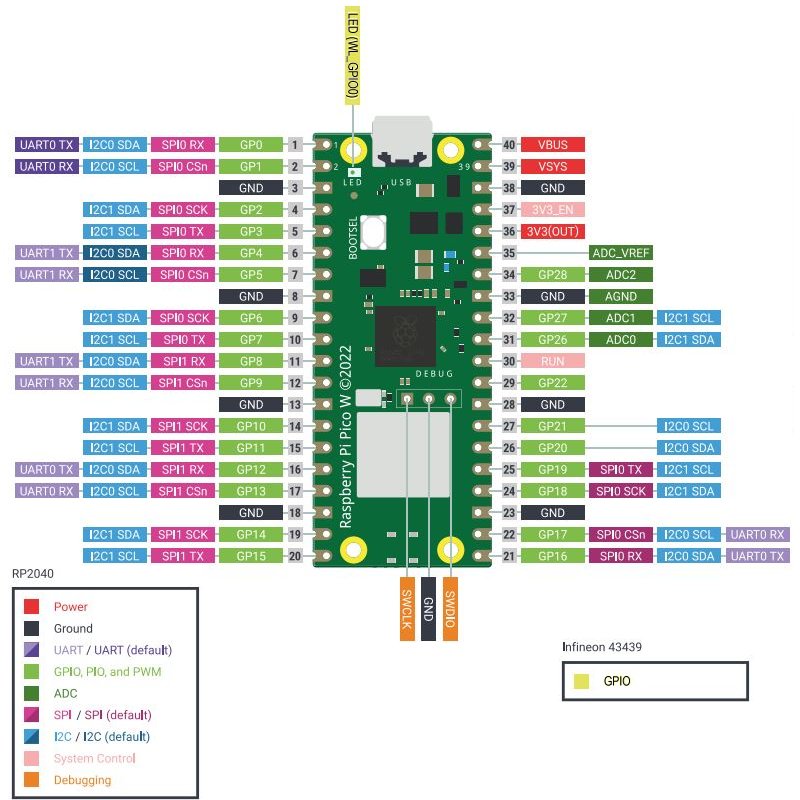 LED (WL_GPIO0)
UART0 TX I2C0 SDA SPI0 RX GP0 1 1 40 VBUS
UART0 RX I2C0 SCL SPI0 CSn GP1 2 2 39 39 VSYS
GND 3 LED USB 38 GND
I2C1 SDA SPI0 SCK GP2 4 37 3V3_EN
I2C1 SCL SPI0 TX GP3 5 BOOTSEL 36 3V3(OUT)
UART1 TX I2C0 SDA SPI0 RX GP4 6 35 ADC_VREF
UART1 RX I2C0 SCL SPI0 CSn GP5 7 34 GP28 ADC2
GND 8 33 GND AGND
I2C1 SDA SPI0 SCK GP6 9 32 GP27 ADC1 I2C1 SCL
I2C1 SCL SPI0 TX GP7 10 31 GP26 ADC0 I2C1 SDA
UART1 TX I2C0 SDA SPI1 RX GP8 11 30 RUN
UART1 RX I2C0 SCL SPI1 CSn GP9 12 DEBUG 29 GP22
GND 13 28 GND
I2C1 SDA SPI1 SCK GP10 14 27 GP21 I2C0 SCL
I2C1 SCL SPI1 TX GP11 15 26 GP20 I2C0 SDA
UART0 TX I2C0 SDA SPI1 RX GP12 16 25 GP19 SPI0 TX I2C1 SCL
UART0 RX I2C0 SCL SPI1 CSn GP13 17 24 GP18 SPI0 SCK I2C1 SDA
GND 18 23 GND
I2C1 SDA SPI1 SCK GP14 19 22 GP17 SPI0 CSn I2C0 SCL UART0 RX
I2C1 SCL SPI1 TX GP15 20 21 GP16 SPI0 RX I2C0 SDA UART0 TX
Raspberry Pi Pico W ©2022
SWCLK
GND
SWDIO
RP2040
Power
Ground
UART / UART (default)
GPIO, PIO, and PWM
ADC
SPI / SPI (default)
I2C / I2C (default)
System Control
Debugging
Infineon 43439
GPIO